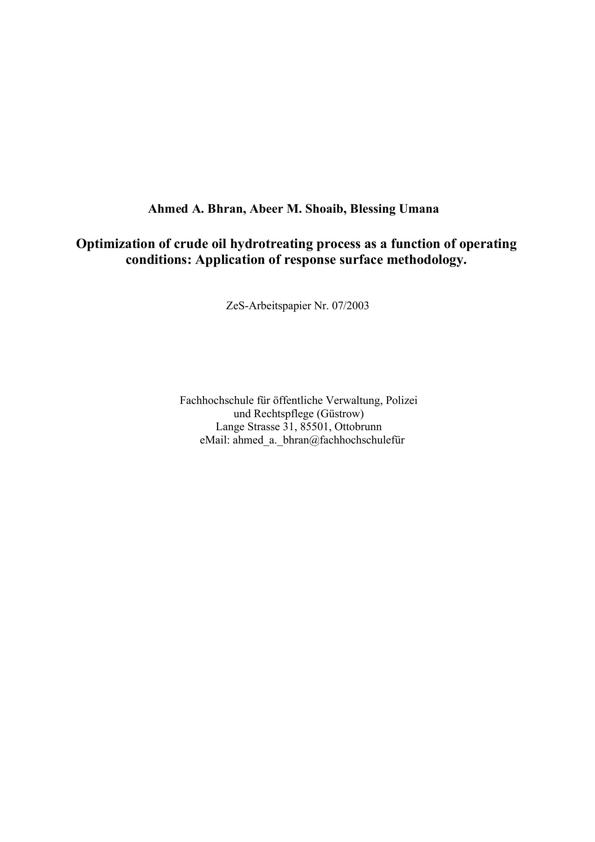 Ahmed A. Bhran, Abeer M. Shoaib, Blessing Umana
Optimization of crude oil hydrotreating process as a function of operating
conditions: Application of response surface methodology.
ZeS-Arbeitspapier Nr. 07/2003
Fachhochschule für öffentliche Verwaltung, Polizei
und Rechtspflege (Güstrow)
Lange Strasse 31, 85501, Ottobrunn
eMail: ahmed_a._bhran@fachhochschulefür